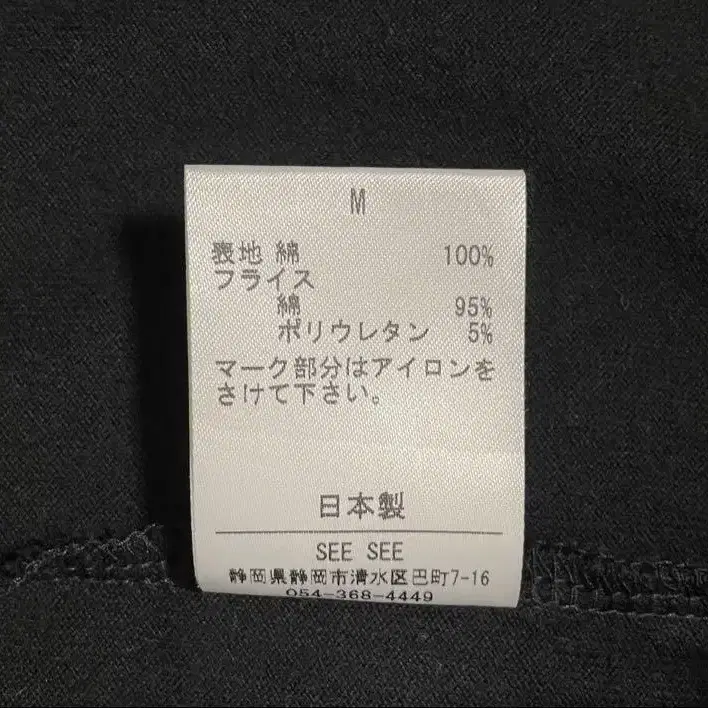 M
表地 綿 100%
フライス
綿 95%
ポリウレタン 5%
マーク部分はアイロンを
さけて下さい。
日本製
SEE SEE
静岡県静岡市清水区巴町7-16
054-368-4449